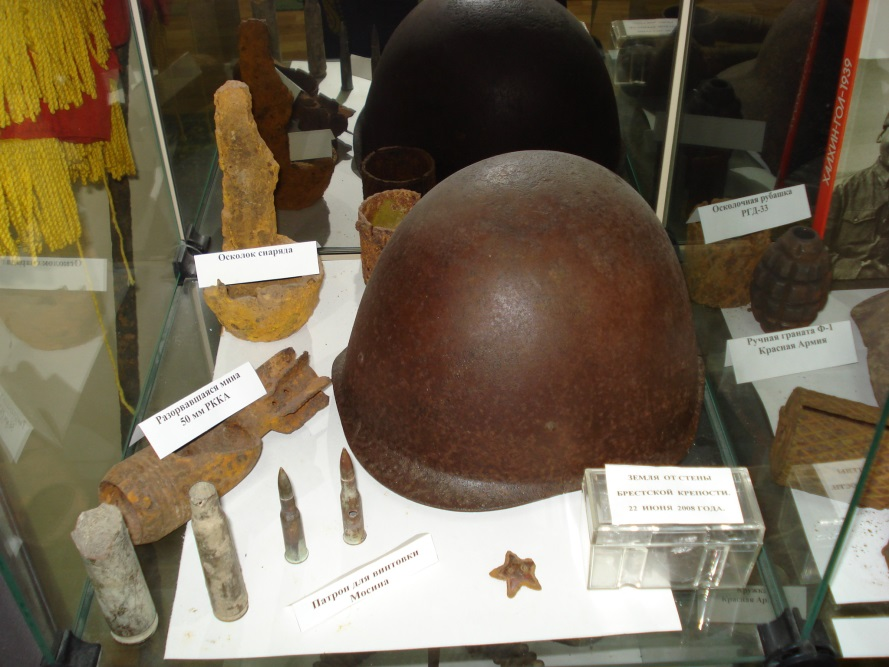 ХАЛХИН-ГОЛ-1939
Осколочная рубашка
РГД-33
Осколок снаряда
Ручная граната Ф-1
Красная Армия
Разорвавшаяся мина
50 мм РККА
ЗЕМЛЯ ОТ СТЕНЫ
БРЕСТСКОЙ КРЕПОСТИ.
22 ИЮНЯ 2008 ГОДА.
Патрон для винтовки
Мосина